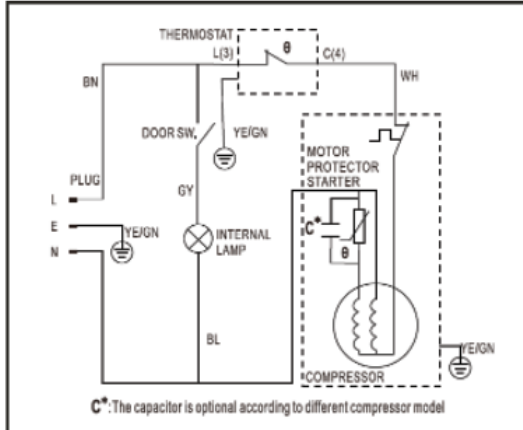 THERMOSTAT
L(3) θ C(4)
BN
WH
DOOR SW.
YE/GN
MOTOR
PROTECTOR
STARTER
PLUG
L
GY
C*
E
YE/GN
INTERNAL
LAMP
N
θ
BL
YE/GN
COMPRESSOR
C*:The capacitor is optional according to different compressor model